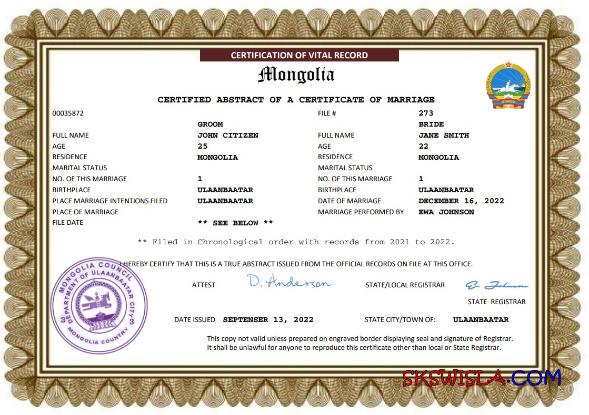 CERTIFICATION OF VITAL RECORD
Mongolia
CERTIFIED ABSTRACT OF A CERTIFICATE OF MARRIAGE
00035872 FILE # 273
GROOM BRIDE
FULL NAME JOHN CITIZEN FULL NAME JANE SMITH
AGE 25 AGE 22
RESIDENCE MONGOLIA RESIDENCE MONGOLIA
MARITAL STATUS MARITAL STATUS
NO. OF THIS MARRIAGE 1 NO. OF THIS MARRIAGE 1
BIRTHPLACE ULAANBAATAR BIRTHPLACE ULAANBAATAR
PLACE MARRIAGE INTENTIONS FILED ULAANBAATAR DATE OF MARRIAGE DECEMBER 16, 2022
PLACE OF MARRIAGE MARRIAGE PERFORMED BY EWA JOHNSON
FILE DATE ** SEE BELOW **
** Filed in Chronological order with records from 2021 to 2022.
I HEREBY CERTIFY THAT THIS IS A TRUE ABSTRACT ISSUED FROM THE OFFICIAL RECORDS ON FILE AT THIS OFFICE.
MONGOLIA COUNCIL
DEPARTMENT OF ULAANBAATAR CITY
MONGOLIA COUNTRY
ATTEST D. Anderson STATE/LOCAL REGISTRAR
STATE REGISTRAR
DATE ISSUED SEPTENSER 13, 2022 STATE CITY/TOWN OF: ULAANBAATAR
This copy not valid unless prepared on engraved border displaying seal and signature of Registrar.
It shall be unlawful for anyone to reproduce this certificate other than local or State Registrar.
SKSWISLA.COM